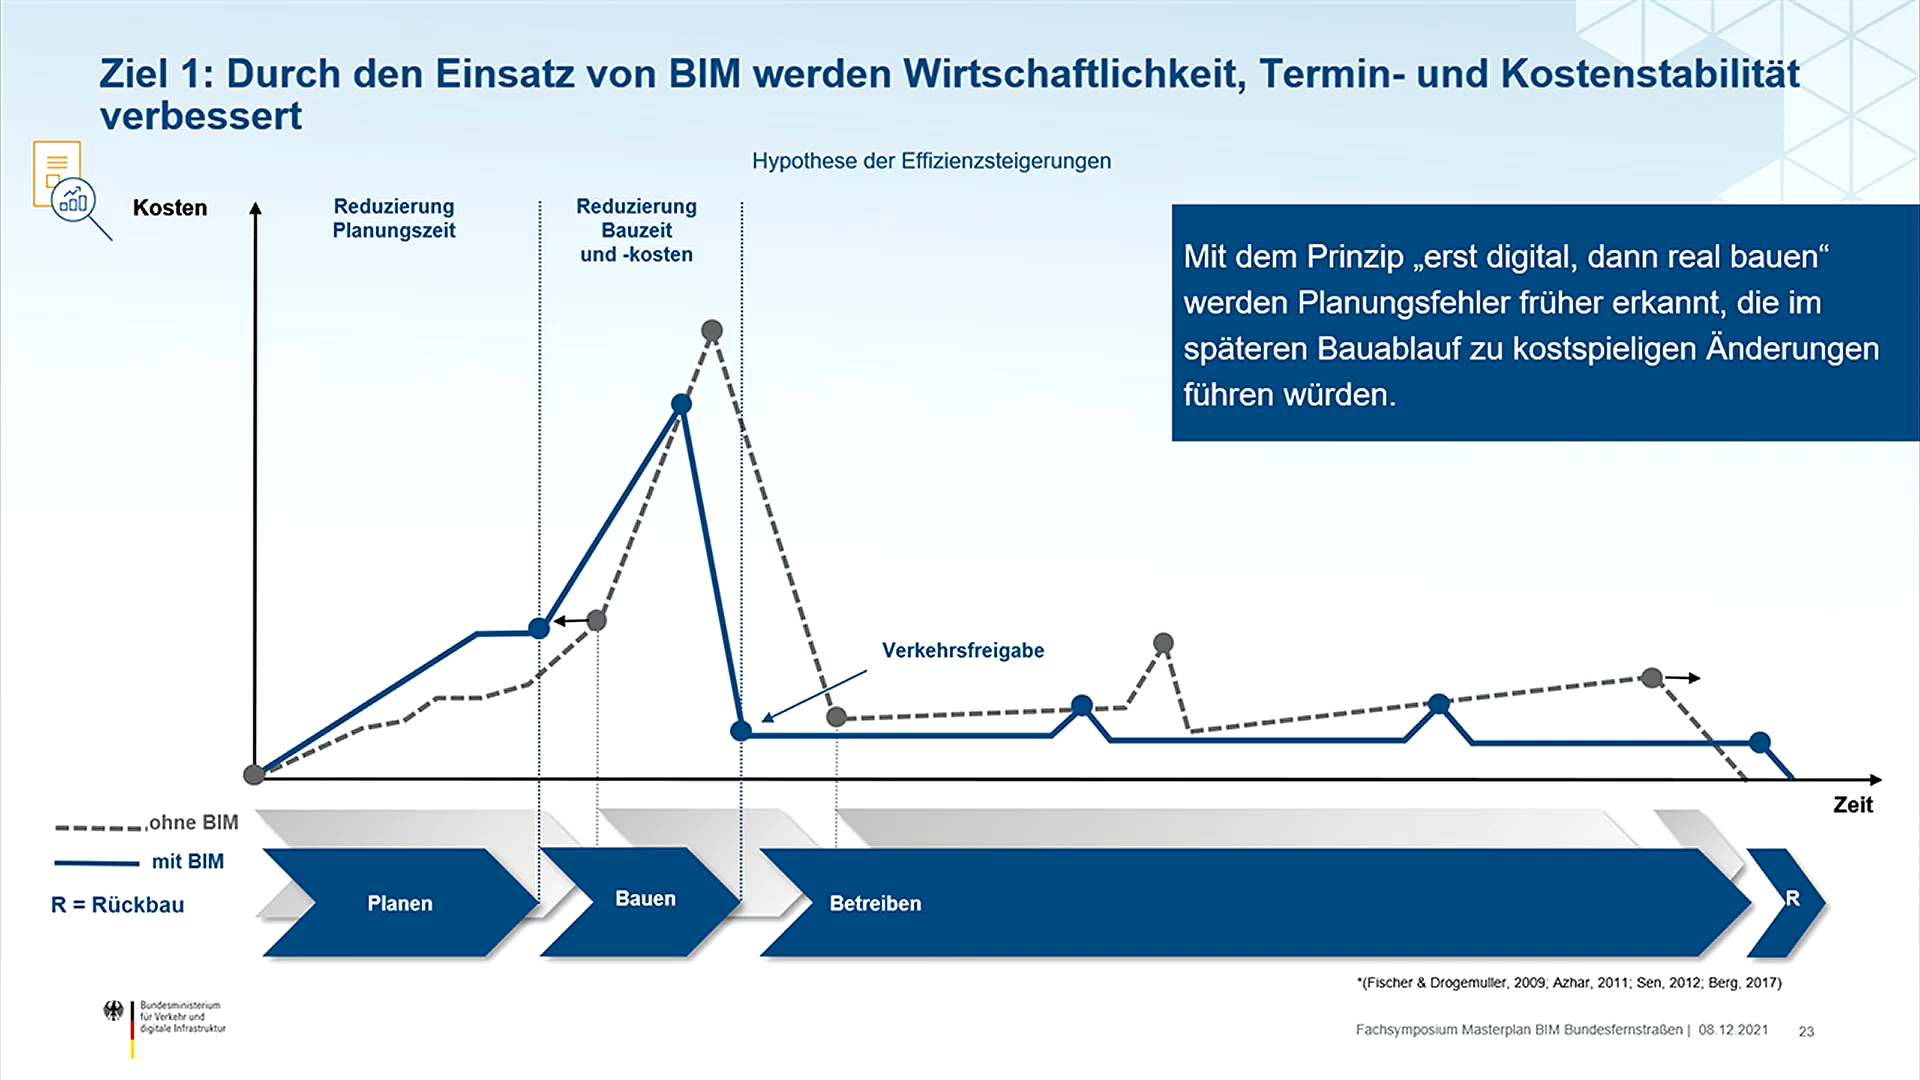 Ziel 1: Durch den Einsatz von BIM werden Wirtschaftlichkeit, Termin- und Kostenstabilität
verbessert
Hypothese der Effizienzsteigerungen
Kosten
Reduzierung
Planungszeit
Reduzierung
Bauzeit
und -kosten
Mit dem Prinzip „erst digital, dann real bauen“
werden Planungsfehler früher erkannt, die im
späteren Bauablauf zu kostspieligen Änderungen
führen würden.
Verkehrsfreigabe
Zeit
ohne BIM
mit BIM
R = Rückbau
Planen
Bauen
Betreiben
R
*(Fischer & Drogemuller, 2009; Azhar, 2011; Sen, 2012; Berg, 2017)
Bundesministerium
für Verkehr und
digitale Infrastruktur
Fachsymposium Masterplan BIM Bundesfernstraßen | 08.12.2021 23